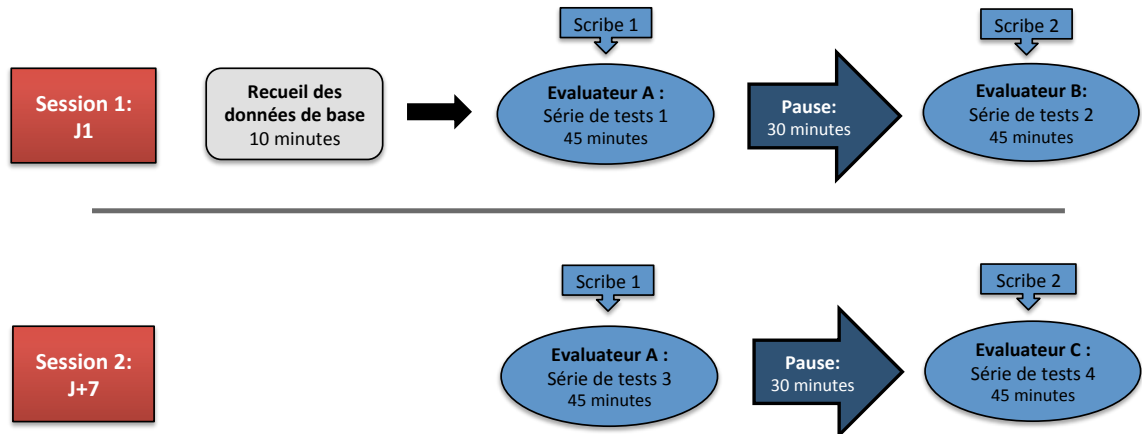 Scribe 1
Scribe 2
Session 1:
J1
Recueil des
données de base
10 minutes
Evaluateur A :
Série de tests 1
45 minutes
Pause:
30 minutes
Evaluateur B:
Série de tests 2
45 minutes
Scribe 1
Scribe 2
Session 2:
J+7
Evaluateur A :
Série de tests 3
45 minutes
Pause:
30 minutes
Evaluateur C :
Série de tests 4
45 minutes